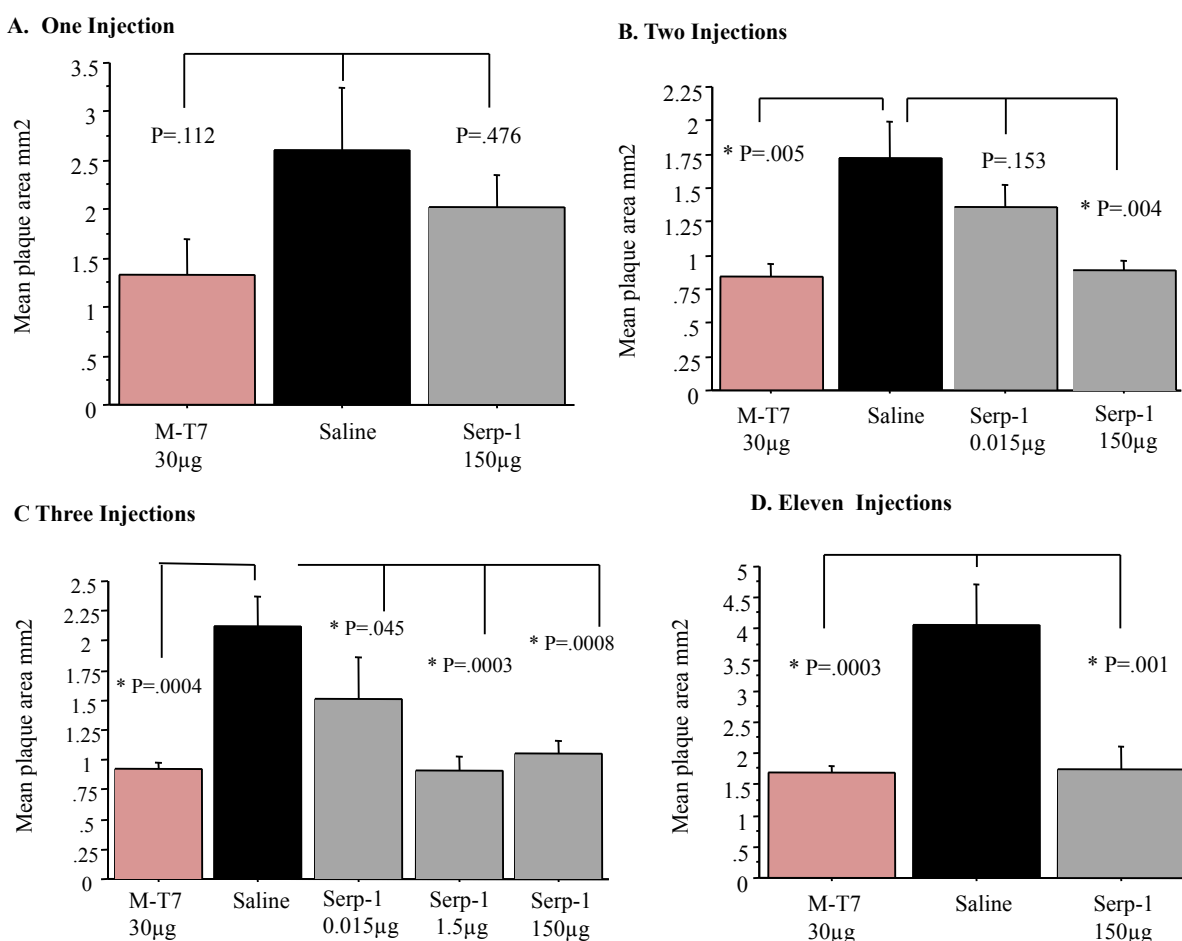 A. One Injection
Mean plaque area mm2
3.5
3
2.5
2
1.5
1
.5
0
P=.112
P=.476
M-T7
30µg
Saline
Serp-1
150µg
B. Two Injections
Mean plaque area mm2
2.25
2
1.75
1.5
1.25
1
0.75
.5
.25
0
* P=.005
P=.153
* P=.004
M-T7
30µg
Saline
Serp-1
0.015µg
Serp-1
150µg
C Three Injections
Mean plaque area mm2
2.5
2.25
2
1.75
1.5
1.25
1
.75
.5
.25
0
* P=.0004
* P=.045
* P=.0003
* P=.0008
M-T7
30µg
Saline
Serp-1
0.015µg
Serp-1
1.5µg
Serp-1
150µg
D. Eleven Injections
Mean plaque area mm2
5
4.5
4
3.5
3
2.5
2
1.5
1
.5
0
* P=.0003
* P=.001
M-T7
30µg
Saline
Serp-1
150µg